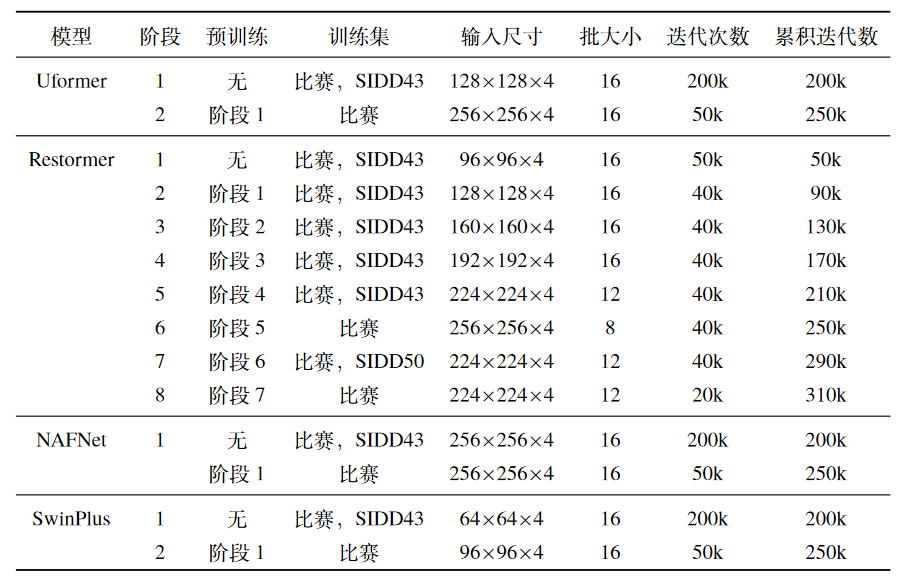 模型 阶段 预训练 训练集 输入尺寸 批大小 迭代次数 累积迭代数
Uformer 1 无 比赛，SIDD43 128×128×4 16 200k 200k
2 阶段 1 比赛 256×256×4 16 50k 250k
Restormer 1 无 比赛，SIDD43 96×96×4 16 50k 50k
2 阶段 1 比赛，SIDD43 128×128×4 16 40k 90k
3 阶段 2 比赛，SIDD43 160×160×4 16 40k 130k
4 阶段 3 比赛，SIDD43 192×192×4 16 40k 170k
5 阶段 4 比赛，SIDD43 224×224×4 12 40k 210k
6 阶段 5 比赛 256×256×4 8 40k 250k
7 阶段 6 比赛，SIDD50 224×224×4 12 40k 290k
8 阶段 7 比赛 224×224×4 12 20k 310k
NAFNet 1 无 比赛，SIDD43 256×256×4 16 200k 200k
阶段 1 比赛 256×256×4 16 50k 250k
SwinPlus 1 无 比赛，SIDD43 64×64×4 16 200k 200k
2 阶段 1 比赛 96×96×4 16 50k 250k